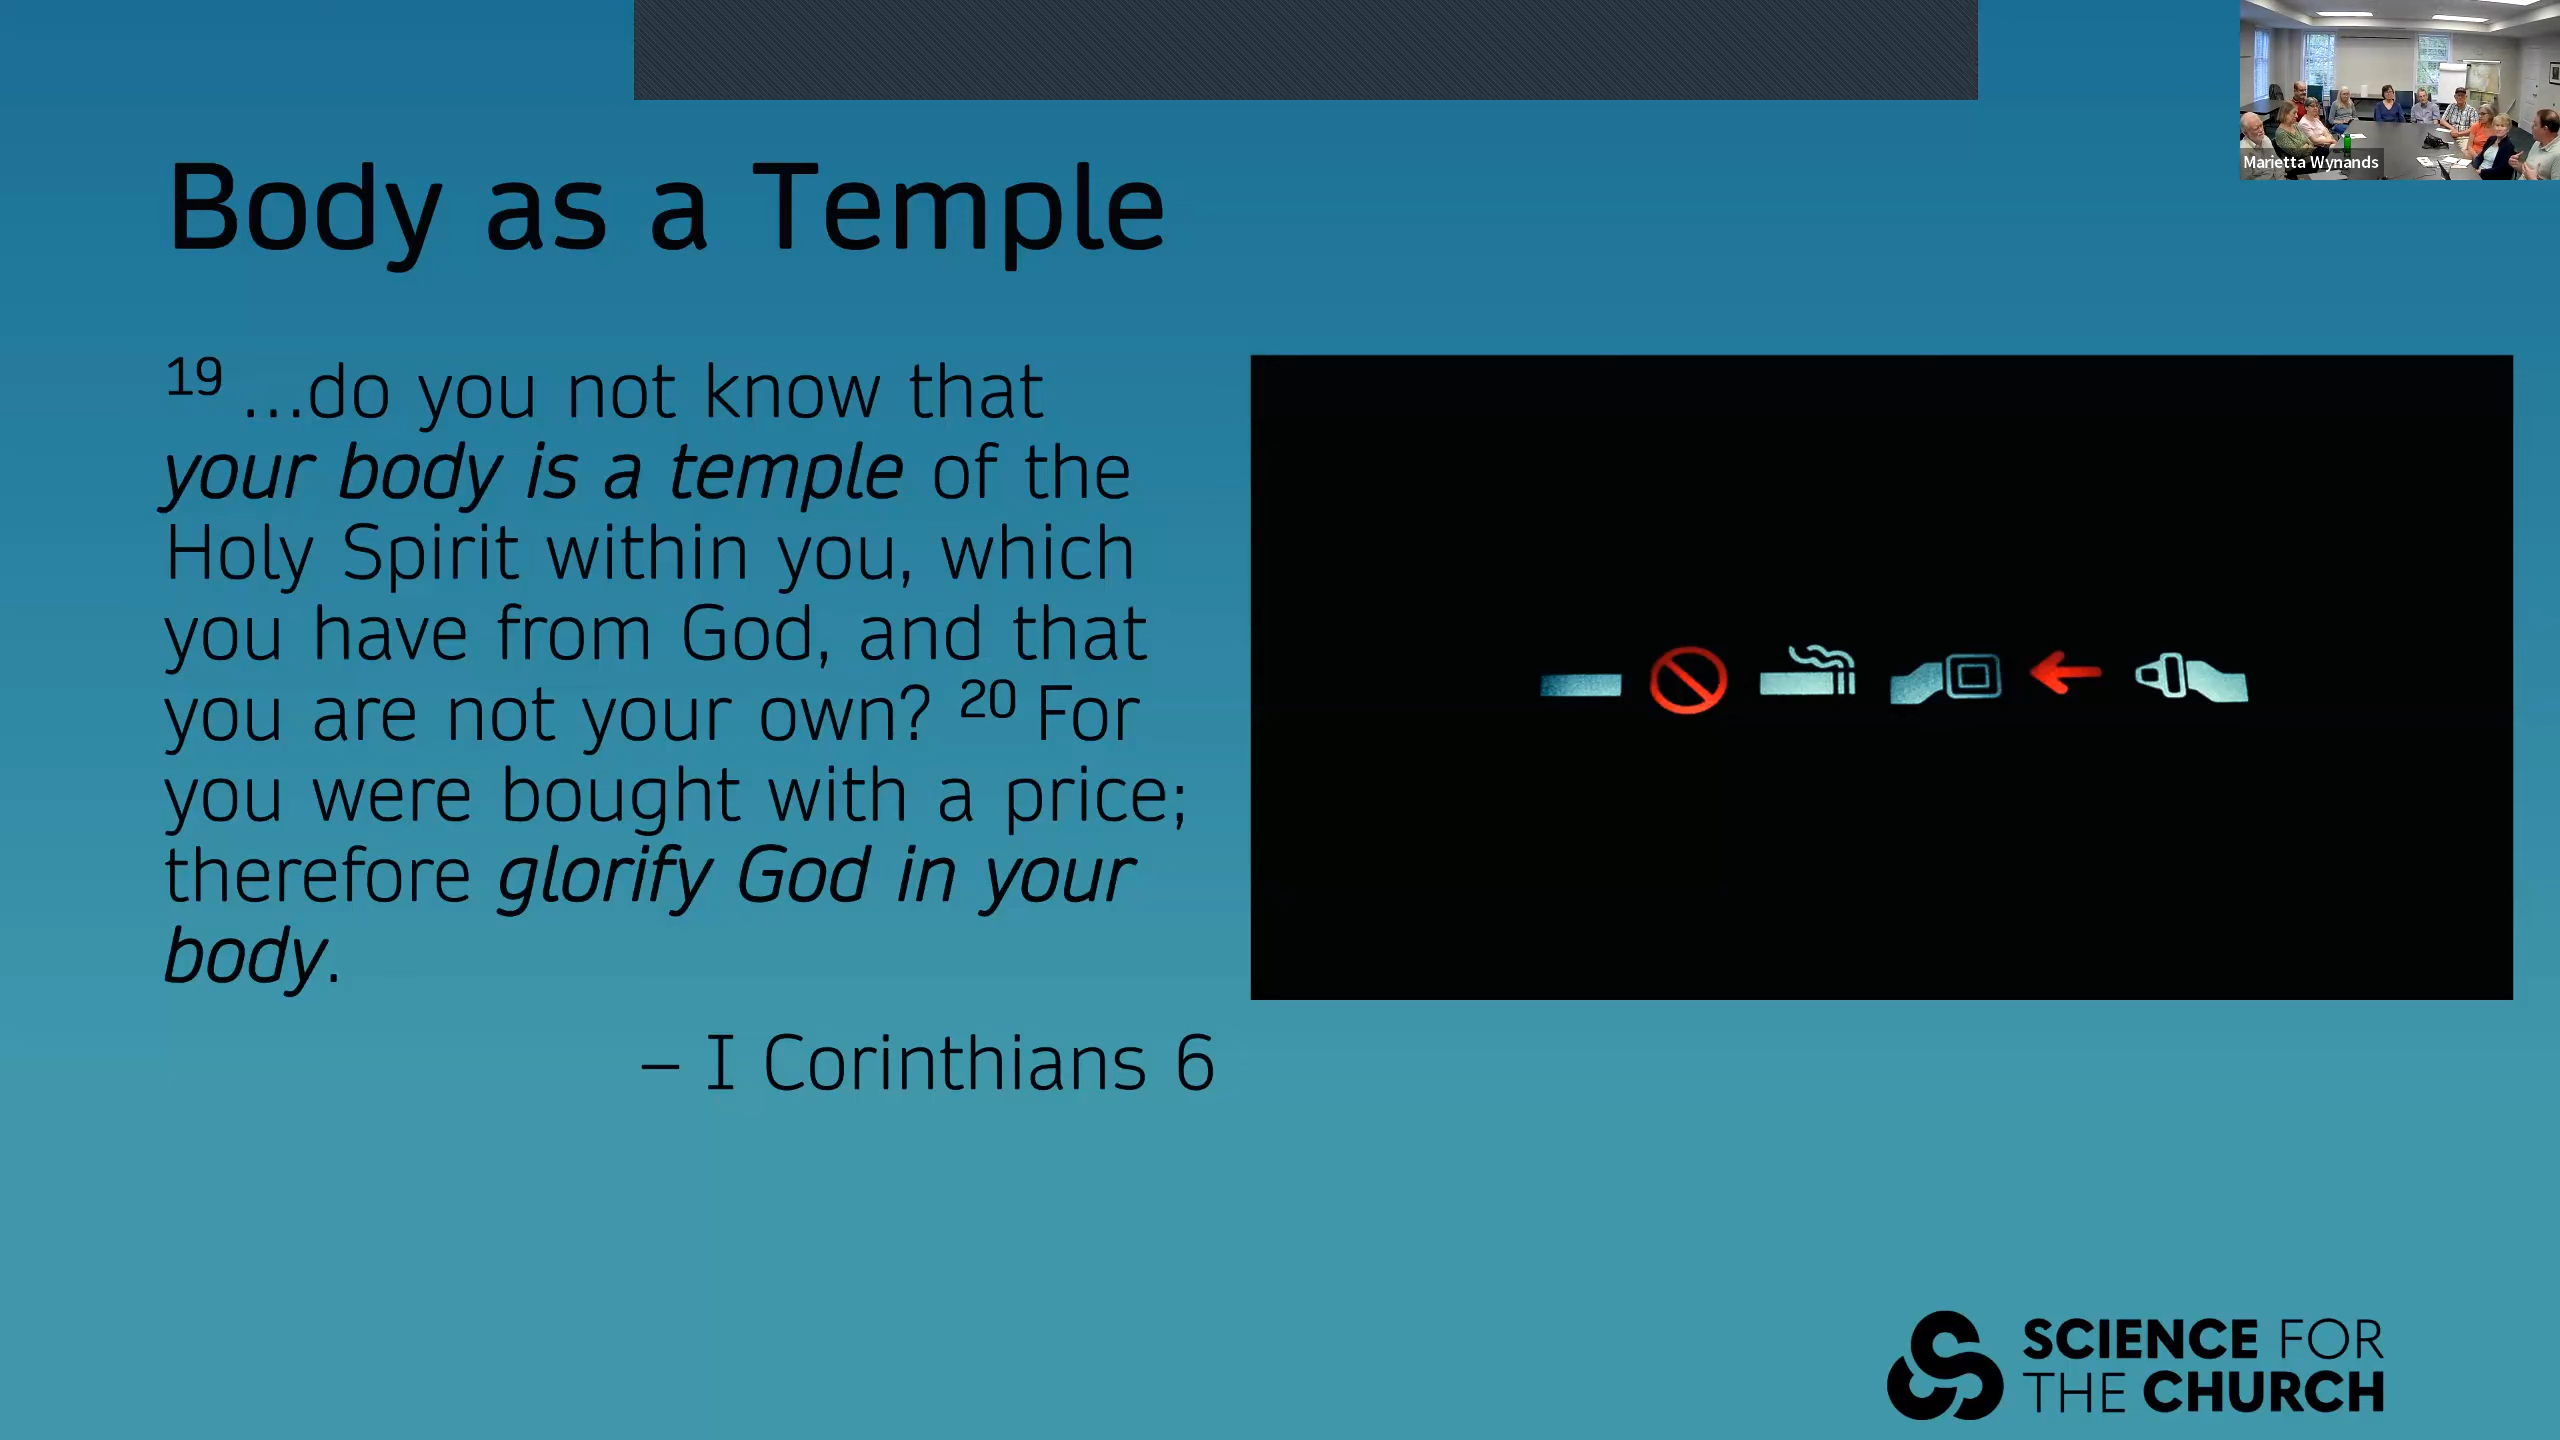 Marietta Wynands
Body as a Temple
19 ...do you not know that
your body is a temple of the
Holy Spirit within you, which
you have from God, and that
you are not your own? 20 For
you were bought with a price;
therefore glorify God in your
body.
– I Corinthians 6
SCIENCE FOR
THE CHURCH